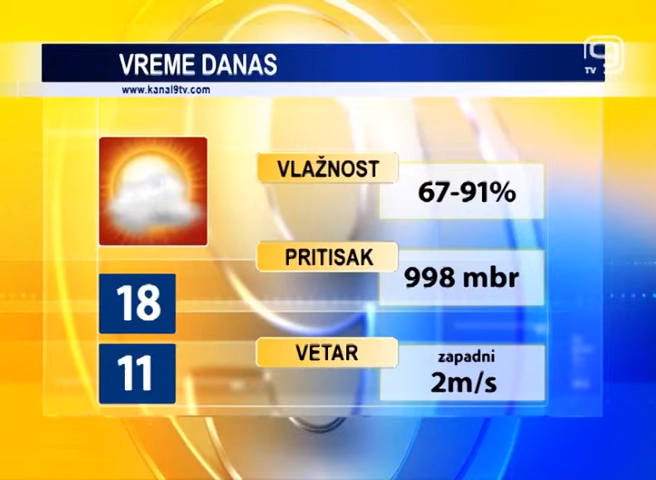 VREME DANAS
www.kanal9tv.com
9
TV
VLAŽNOST
67-91%
PRITISAK
998 mbr
18
11
VETAR
zapadni
2m/s